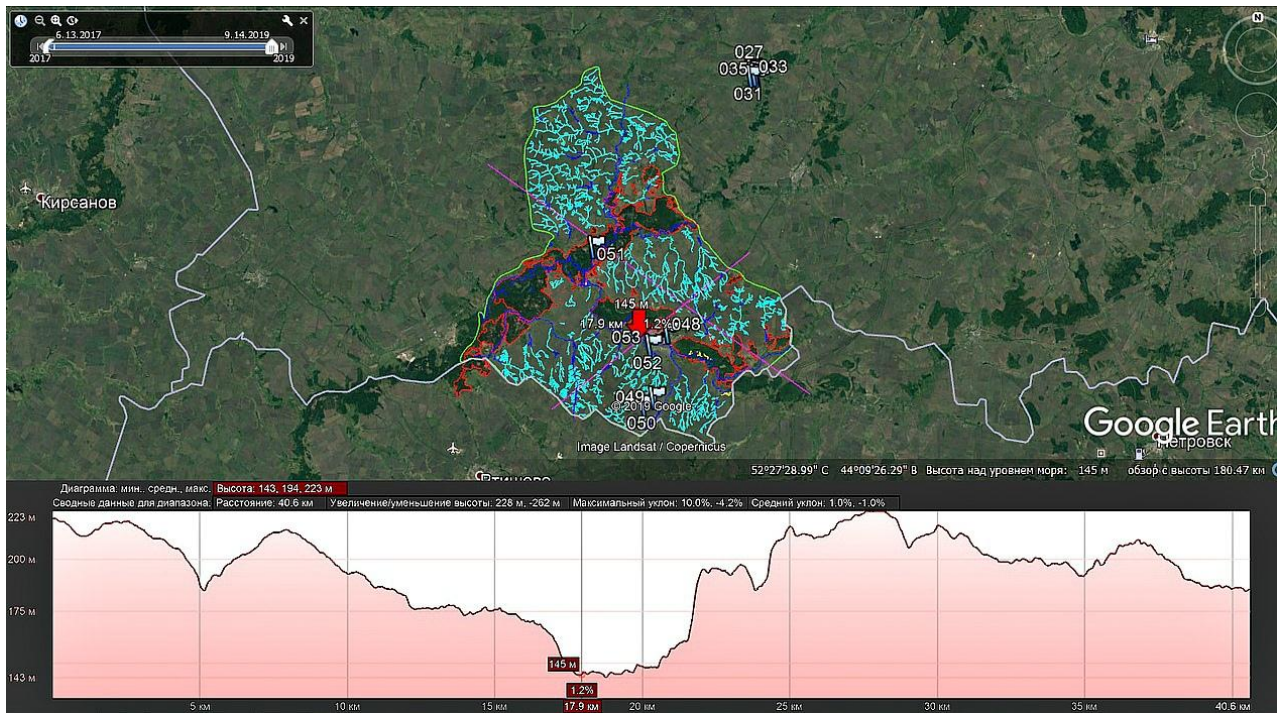 6.13.2017 9.14.2019
2017 2019
N
027
035 033
031
Кирсанов
051
145 м
17.9 км 1.2% 048
053
052
049
© 2019 Google
050
Google Earth
Петровск
Image Landsat / Copernicus
52°27'28.99" С 44°09'26.29" В Высота над уровнем моря: 145 м обзор с высоты 180.47 км
Диаграмма: мин., средн., макс. Высота: 143, 194, 223 м
Сводные данные для диапазона: Расстояние: 40,6 км Увеличение/уменьшение высоты: 228 м, -262 м Максимальный уклон: 10.0%, -4.2% Средний уклон: 1.0%, -1.0%
223 м
200 м
175 м
145 м
143 м
1.2%
5 км 10 км 15 км 17.9 км 20 км 25 км 30 км 35 км 40.6 км